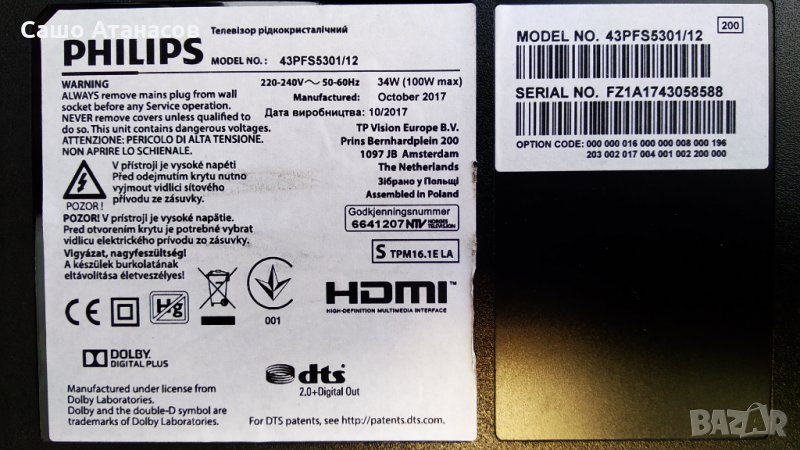 Сашо Атанасов
Телевізор рідкокристалічний
PHILIPS MODEL NO.: 43PFS5301/12
WARNING
ALWAYS remove mains plug from wall
socket before any Service operation.
NEVER remove covers unless qualified to
do so. This unit contains dangerous voltages.
ATTENZIONE: PERICOLO DI ALTA TENSIONE.
NON APRIRE LO SCHIENALE.
V přístroji je vysoké napětí
Před odejmutím krytu nutno
vyjmout vidlici síťového
přívodu ze zásuvky.
POZOR !
POZOR! V prístroji je vysoké napätie.
Pred otvorením krytu je potrebné vybrat
vidlicu elektrického prívodu zo zásuvky.
Vigyázat, nagyfeszültség!
A készülek burkolatának
eltávolitása életveszélyes!
220-240V~ 50-60Hz 34W (100W max)
Manufactured: October 2017
Дата виробництва: 10/2017
TP Vision Europe B.V.
Prins Bernhardplein 200
1097 JB Amsterdam
The Netherlands
Зібрано у Польщі
Assembled in Poland
Godkjenningsnummer
6641207 NTV NORGES TELEVISION
S TPM16.1E LA
CE Hg 001
HDMI™
HIGH-DEFINITION MULTIMEDIA INTERFACE
DOLBY
DIGITAL PLUS
dts
2.0+Digital Out
Manufactured under license from
Dolby Laboratories.
Dolby and the double-D symbol are
trademarks of Dolby Laboratories.
For DTS patents, see http://patents.dts.com.
200
MODEL NO. 43PFS5301/12
SERIAL NO. FZ1A1743058588
OPTION CODE: 000 000 016 000 000 008 000 196
203 002 017 004 001 002 200 000
BAZAR
bg